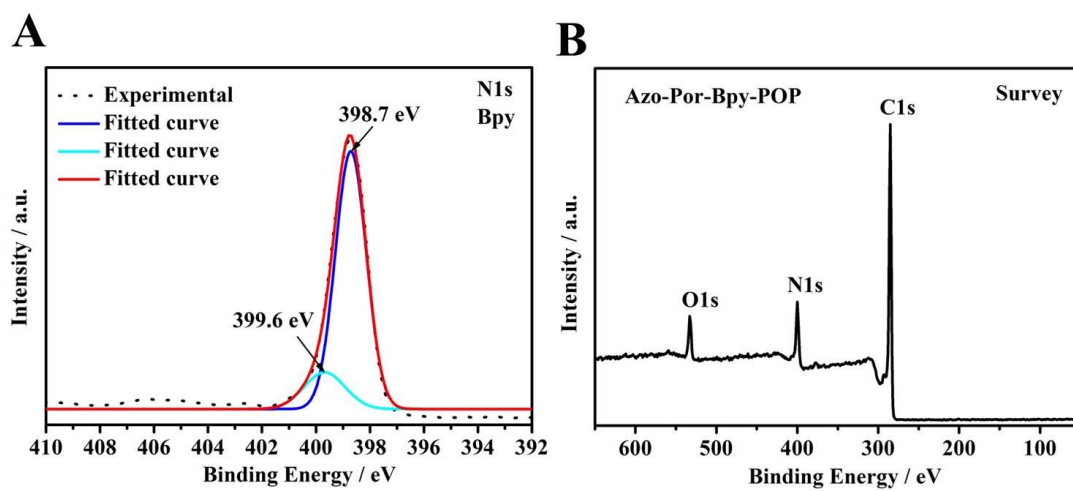 A
Experimental
Fitted curve
Fitted curve
Fitted curve
N1s
Bpy
398.7 eV
399.6 eV
Intensity / a.u.
410 408 406 404 402 400 398 396 394 392
Binding Energy / eV
B
Azo-Por-Bpy-POP
Survey
C1s
N1s
O1s
Intensity / a.u.
600 500 400 300 200 100
Binding Energy / eV